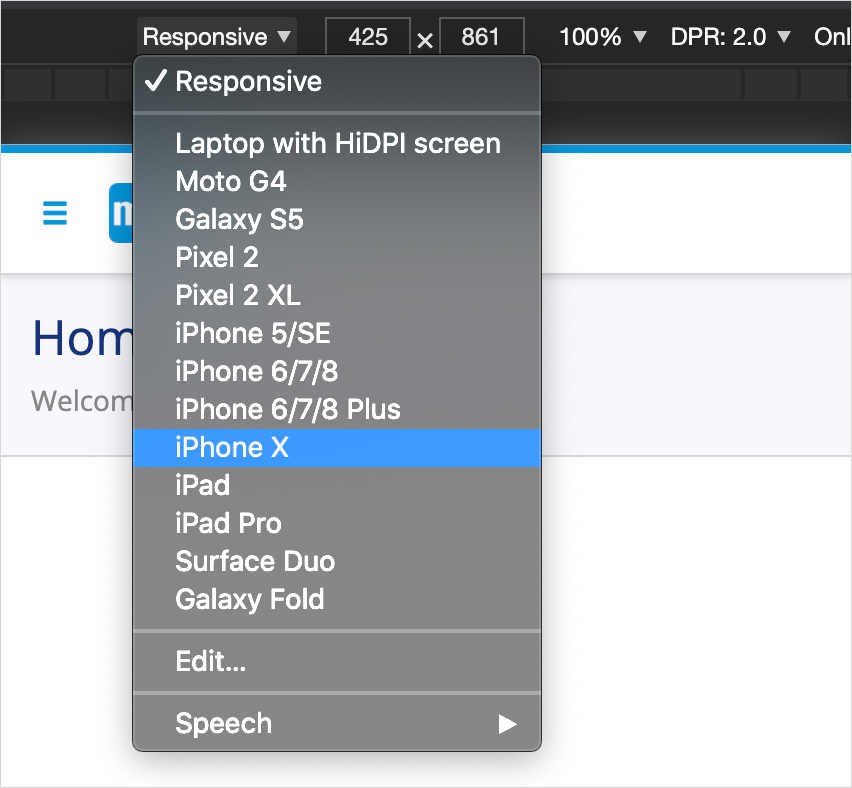 Responsive ▼ 425 × 861 100% ▼ DPR: 2.0 ▼ Onl
✓ Responsive
Laptop with HiDPI screen
Moto G4
Galaxy S5
Pixel 2
Pixel 2 XL
iPhone 5/SE
iPhone 6/7/8
iPhone 6/7/8 Plus
iPhone X
iPad
iPad Pro
Surface Duo
Galaxy Fold
Edit...
Speech ▶
Hom
Welcom